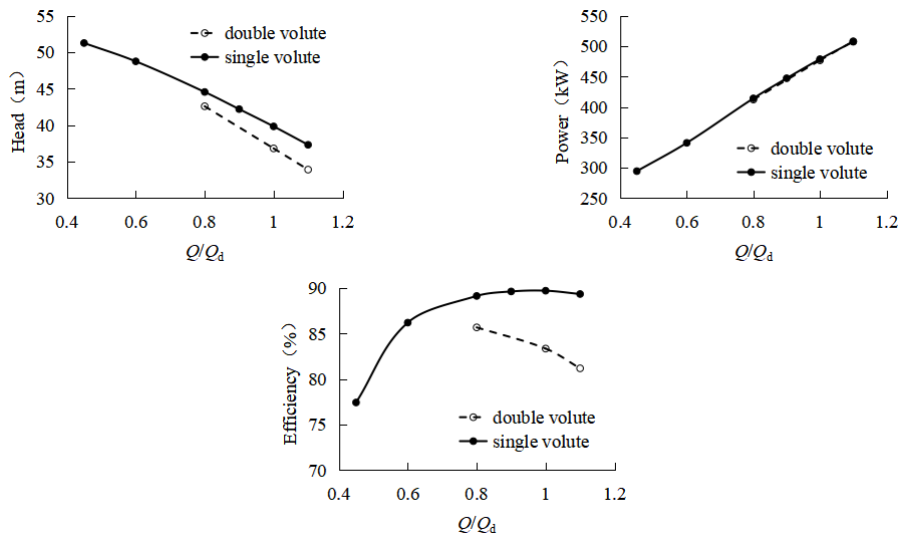 55
50
45
40
35
30
Head（m）
double volute
single volute
0.4 0.6 0.8 1 1.2
Q/Qd
550
500
450
400
350
300
250
Power（kW）
double volute
single volute
0.4 0.6 0.8 1 1.2
Q/Qd
90
85
80
75
70
Efficiency（%）
double volute
single volute
0.4 0.6 0.8 1 1.2
Q/Qd